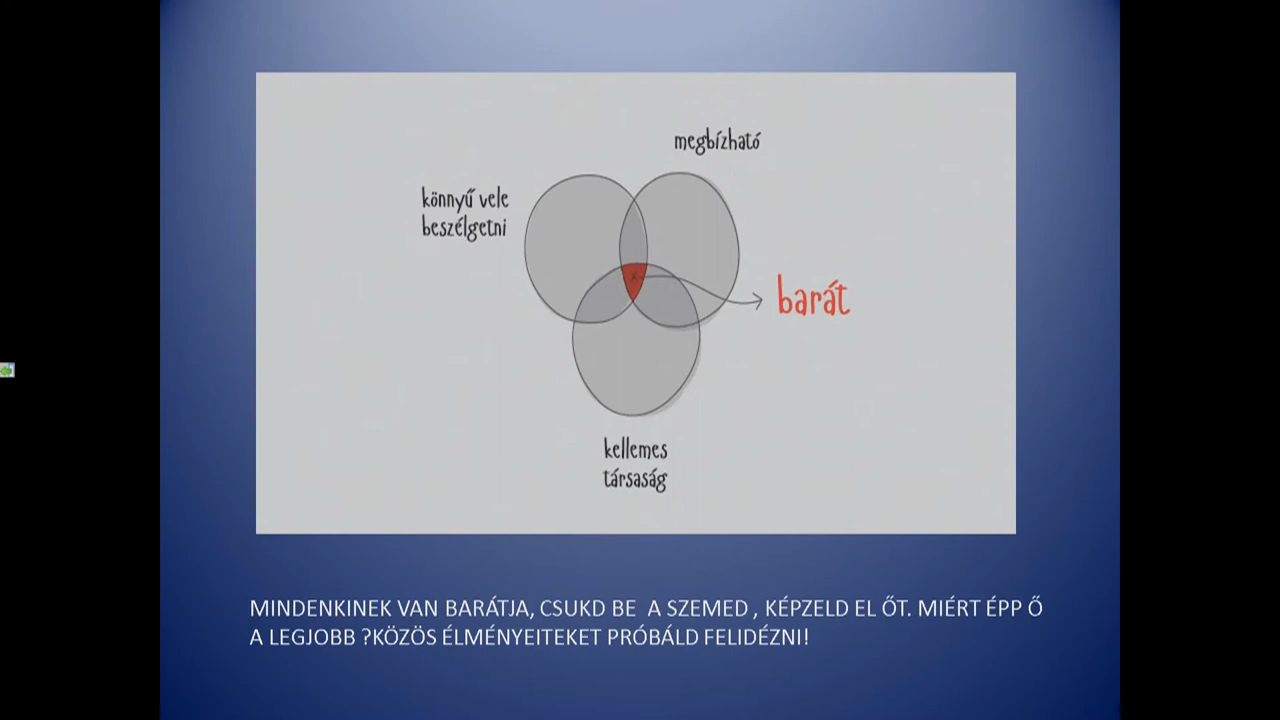 megbízható
könnyű vele
beszélgetni
barát
kellemes
társaság
MINDENKINEK VAN BARÁTJA, CSUKD BE  A SZEMED , KÉPZELD EL ŐT. MIÉRT ÉPP Ő
A LEGJOBB ?KÖZÖS ÉLMÉNYEITEKET PRÓBÁLD FELIDÉZNI!